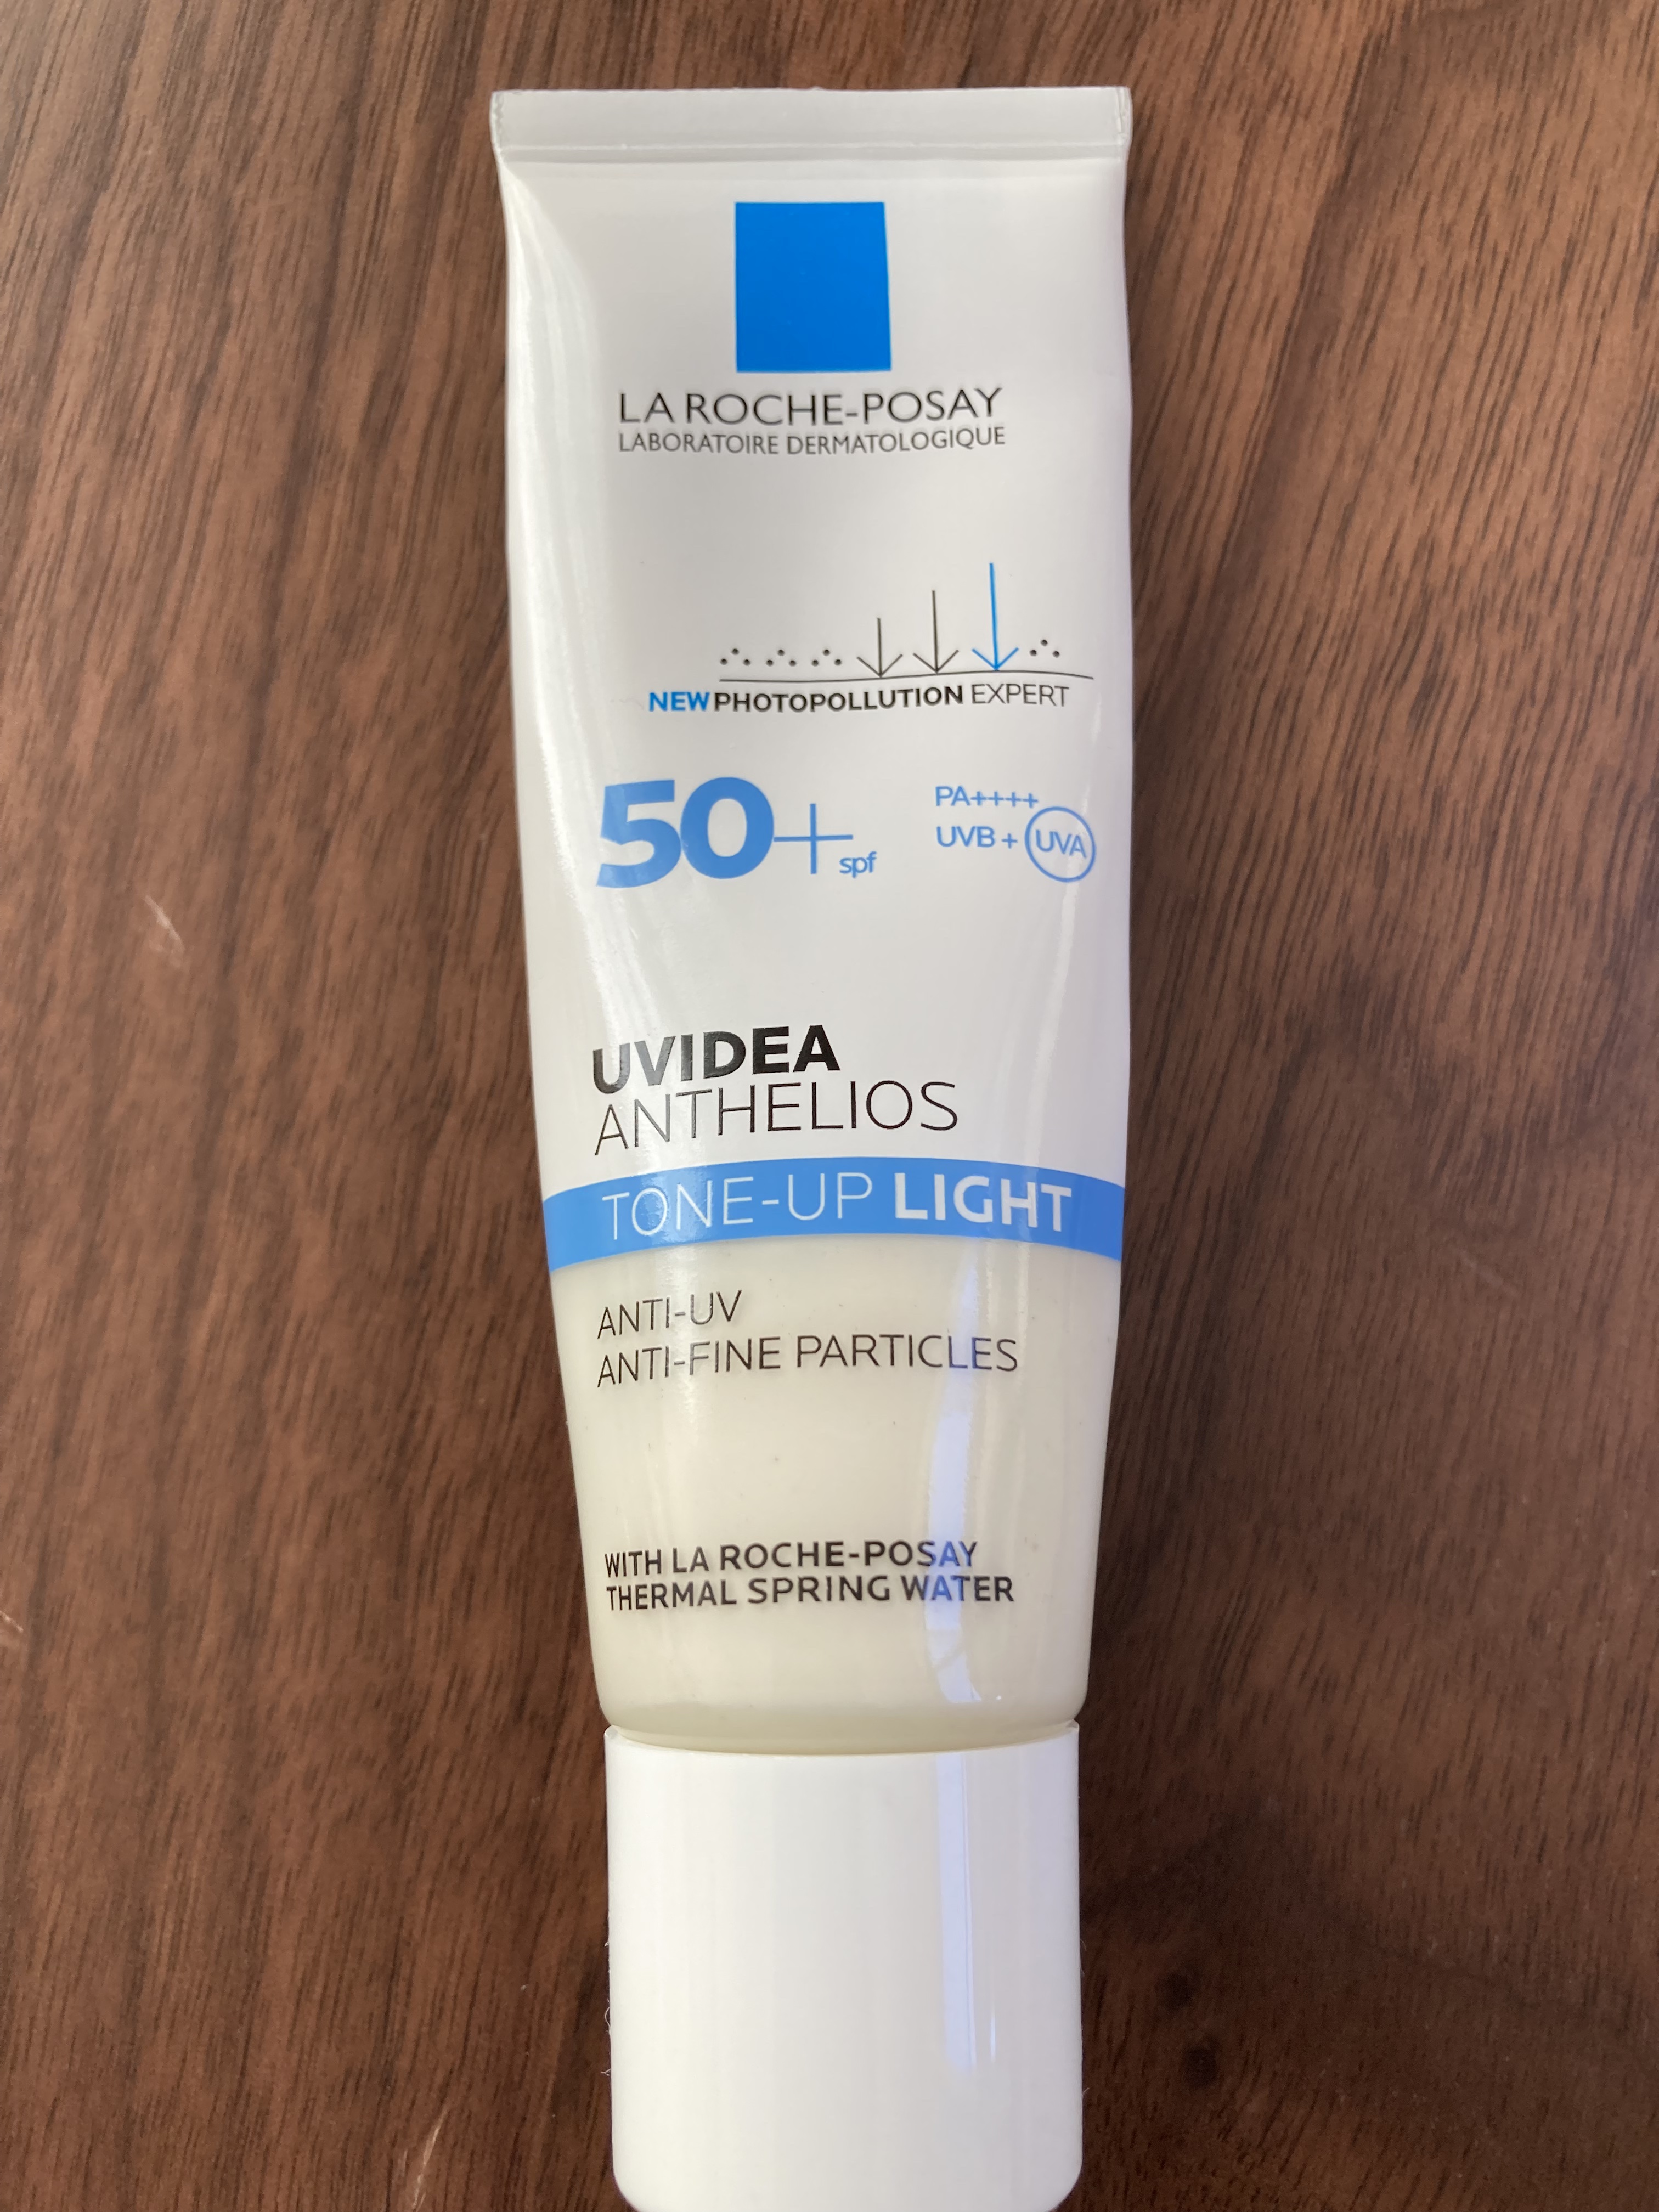 LA ROCHE-POSAY
LABORATOIRE DERMATOLOGIQUE
NEW PHOTOPOLLUTION EXPERT
50+ spf
PA++++
UVB + UVA
UVIDEA
ANTHELIOS
TONE-UP LIGHT
ANTI-UV
ANTI-FINE PARTICLES
WITH LA ROCHE-POSAY
THERMAL SPRING WATER